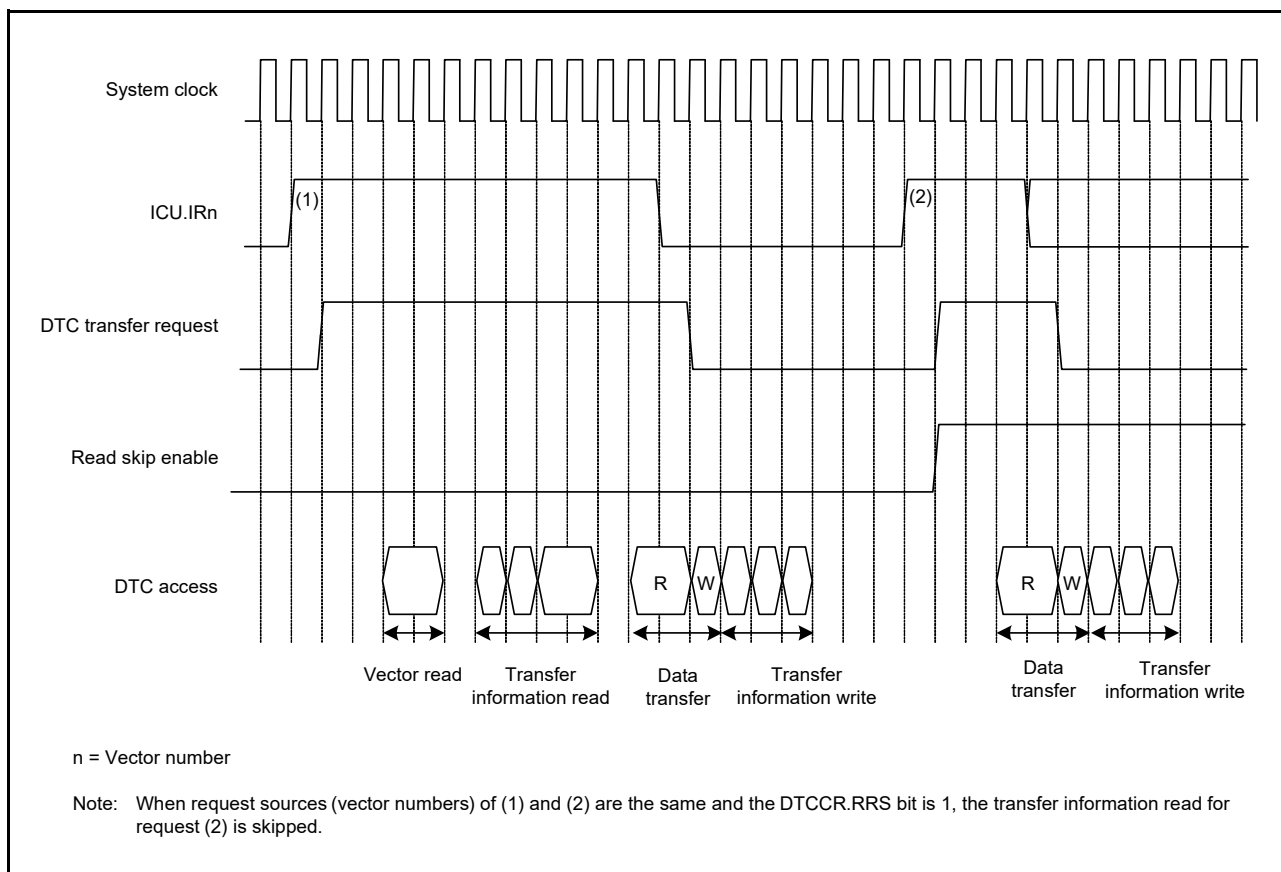 System clock
(1)
(2)
ICU.IRn
DTC transfer request
Read skip enable
DTC access
R
W
R
W
Vector read
Transfer
information read
Data
transfer
Transfer
information write
Data
transfer
Transfer
information write
n = Vector number
Note: When request sources (vector numbers) of (1) and (2) are the same and the DTCCR.RRS bit is 1, the transfer information read for
request (2) is skipped.